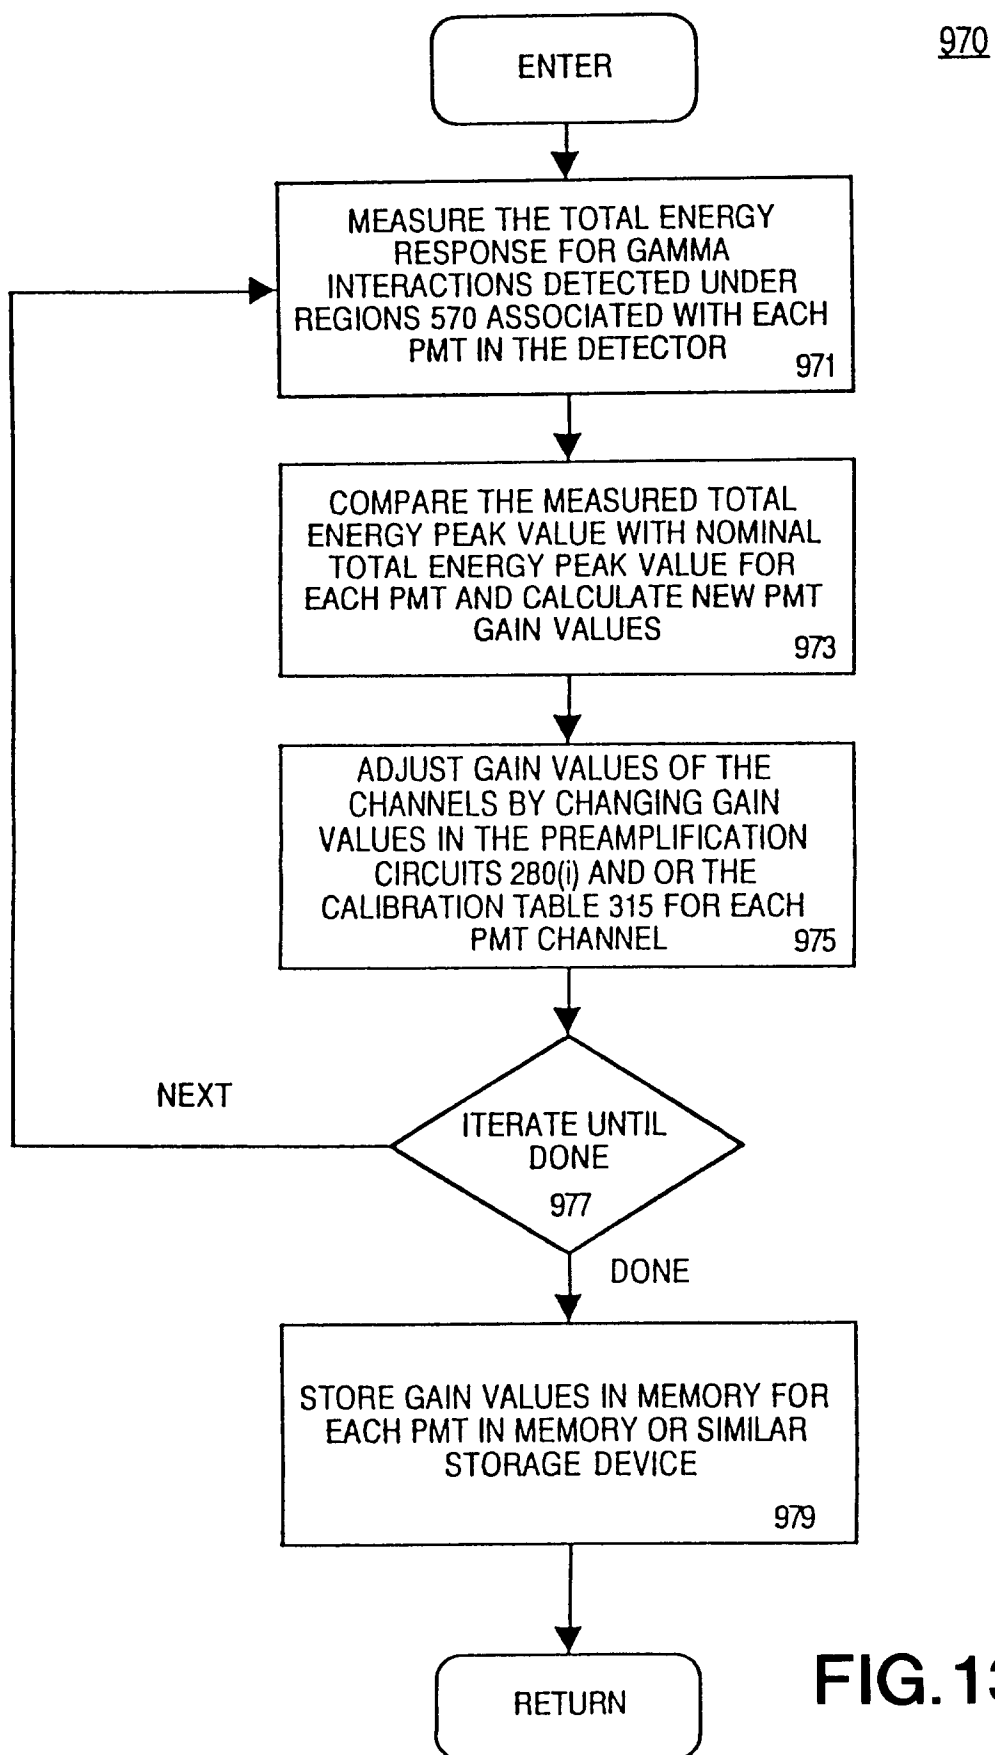 970
ENTER
MEASURE THE TOTAL ENERGY
RESPONSE FOR GAMMA
INTERACTIONS DETECTED UNDER
REGIONS 570 ASSOCIATED WITH EACH
PMT IN THE DETECTOR
971
COMPARE THE MEASURED TOTAL
ENERGY PEAK VALUE WITH NOMINAL
TOTAL ENERGY PEAK VALUE FOR
EACH PMT AND CALCULATE NEW PMT
GAIN VALUES
973
ADJUST GAIN VALUES OF THE
CHANNELS BY CHANGING GAIN
VALUES IN THE PREAMPLIFICATION
CIRCUITS 280(i) AND OR THE
CALIBRATION TABLE 315 FOR EACH
PMT CHANNEL
975
NEXT
ITERATE UNTIL
DONE
977
DONE
STORE GAIN VALUES IN MEMORY FOR
EACH PMT IN MEMORY OR SIMILAR
STORAGE DEVICE
979
RETURN
FIG.13